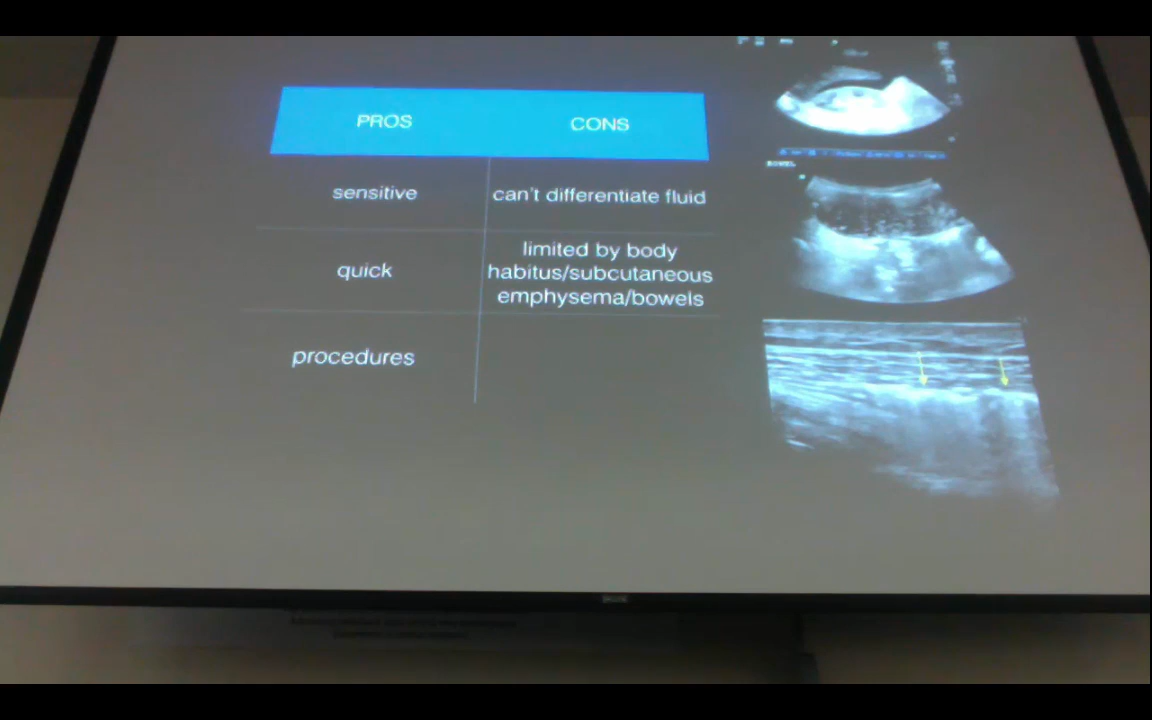 PROS
CONS
sensitive
can't differentiate fluid
quick
limited by body
habitus/subcutaneous
emphysema/bowels
procedures
BOWEL